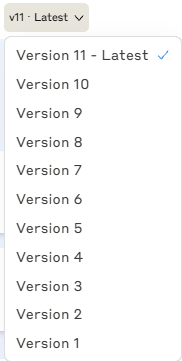 v11 · Latest
Version 11 - Latest
Version 10
Version 9
Version 8
Version 7
Version 6
Version 5
Version 4
Version 3
Version 2
Version 1